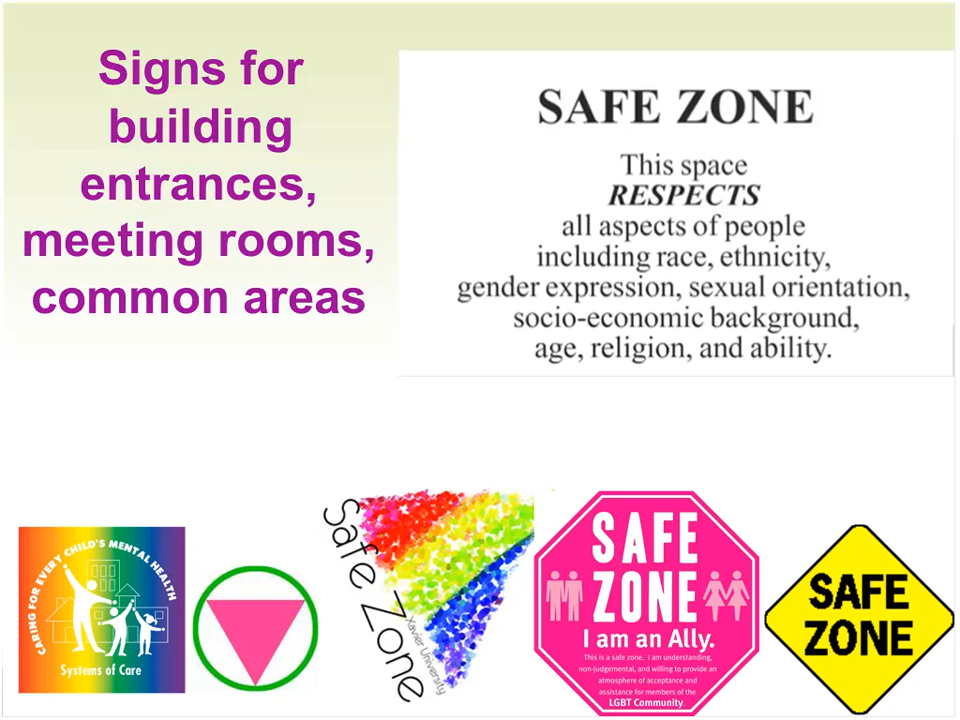 Signs for
building
entrances,
meeting rooms,
common areas
SAFE ZONE
This space
RESPECTS
all aspects of people
including race, ethnicity,
gender expression, sexual orientation,
socio-economic background,
age, religion, and ability.
CARING FOR EVERY CHILD'S MENTAL HEALTH
Systems of Care
Safe Zone
Xavier University
SAFE
ZONE
I am an Ally.
This is a safe zone. I am understanding,
non-judgemental, and willing to provide an
atmosphere of acceptance and
assistance for members of the
LGBT Community.
SAFE
ZONE